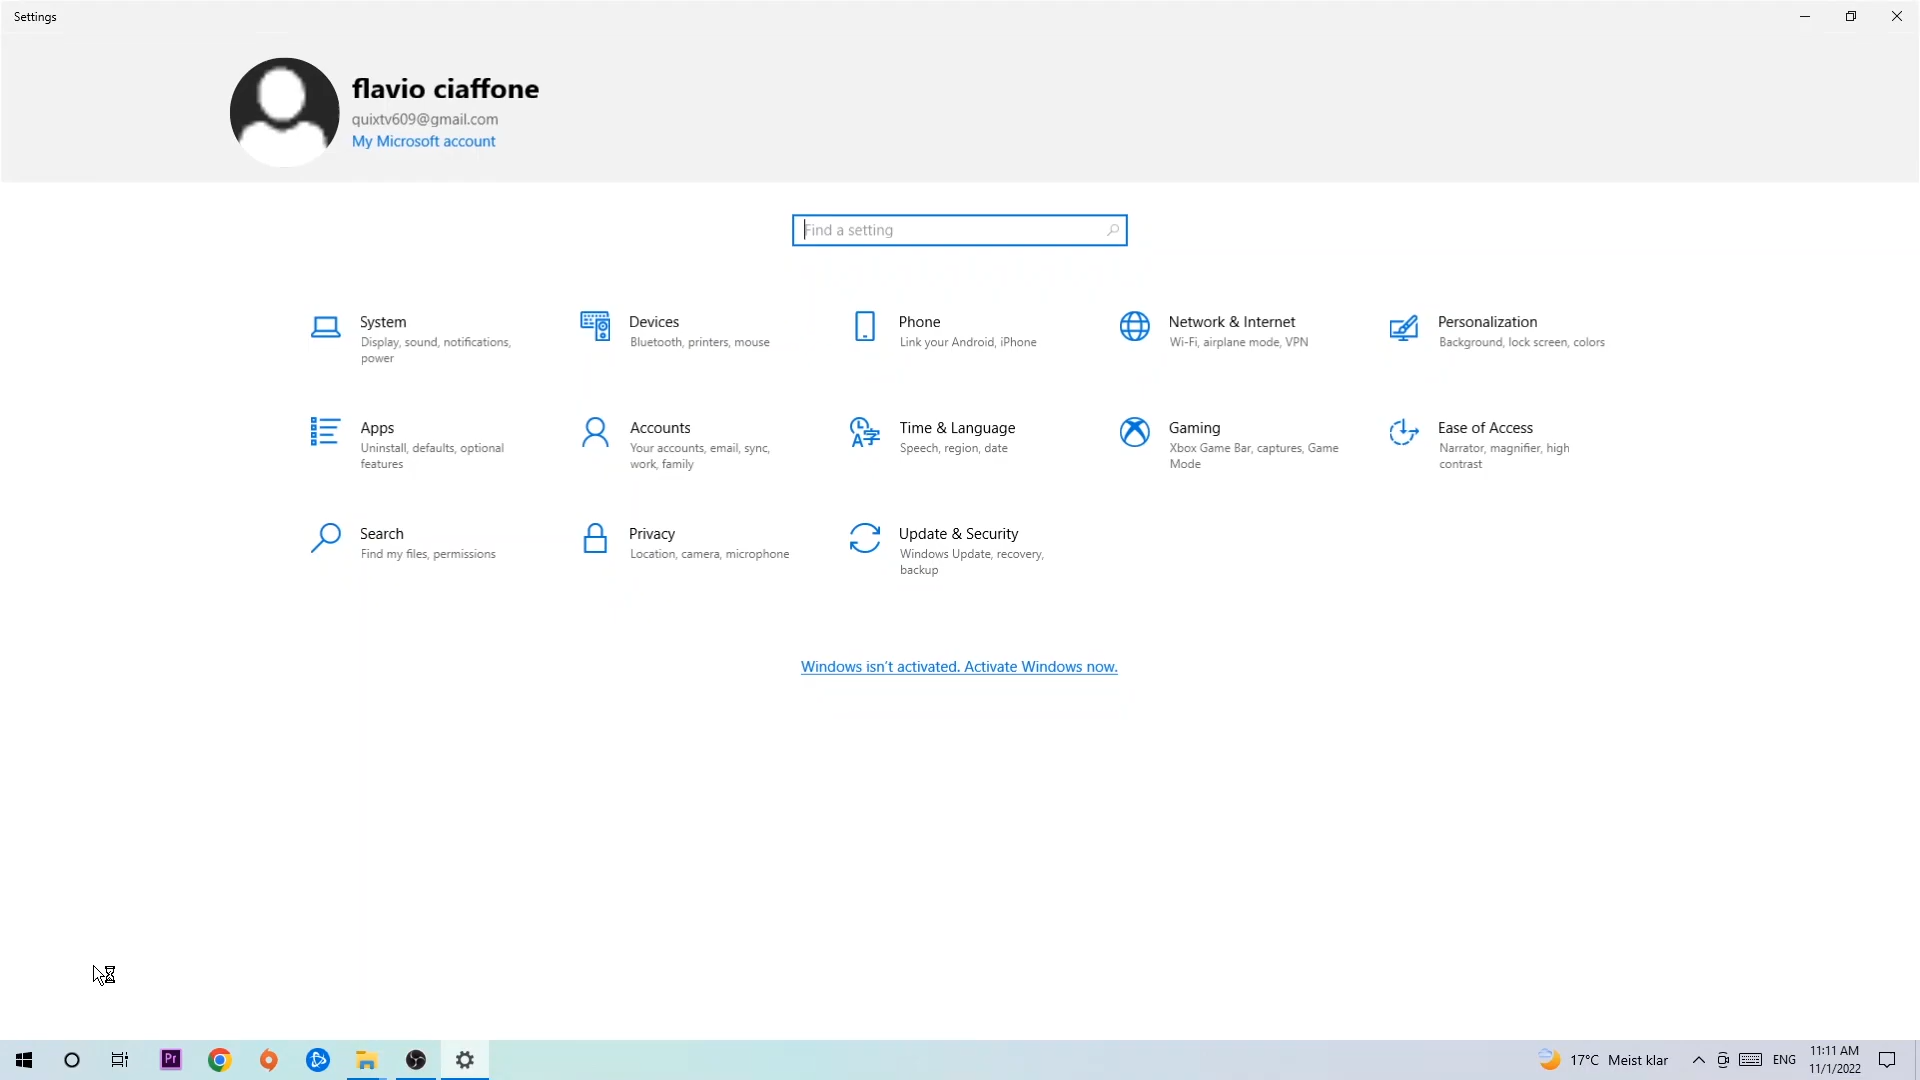 Settings
flavio ciaffone
quixtv609@gmail.com
My Microsoft account
Find a setting
System
Display, sound, notifications,
power
Devices
Bluetooth, printers, mouse
Phone
Link your Android, iPhone
Network & Internet
Wi-Fi, airplane mode, VPN
Personalization
Background, lock screen, colors
Apps
Uninstall, defaults, optional
features
Accounts
Your accounts, email, sync,
work, family
Time & Language
Speech, region, date
Gaming
Xbox Game Bar, captures, Game
Mode
Ease of Access
Narrator, magnifier, high
contrast
Search
Find my files, permissions
Privacy
Location, camera, microphone
Update & Security
Windows Update, recovery,
backup
Windows isn't activated. Activate Windows now.
Pr
17°C Meist klar
ENG
11:11 AM
11/1/2022